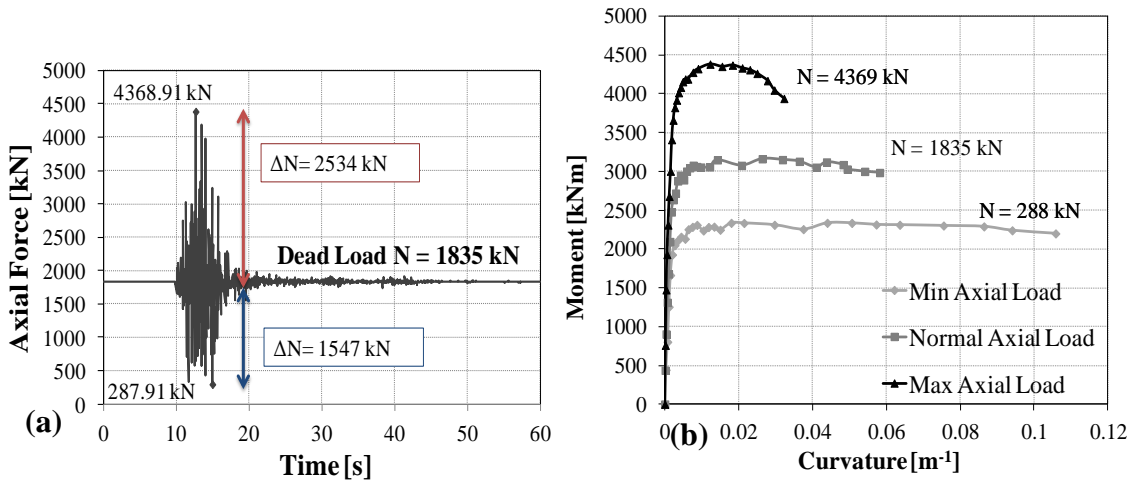 5000
4500
4000
3500
3000
2500
2000
1500
1000
500
0
Axial Force [kN]
4368.91 kN
ΔN= 2534 kN
Dead Load N = 1835 kN
ΔN= 1547 kN
287.91 kN
(a)
0 10 20 30 40 50 60
Time [s]
5000
4500
4000
3500
3000
2500
2000
1500
1000
500
0
Moment [kNm]
N = 4369 kN
N = 1835 kN
N = 288 kN
Min Axial Load
Normal Axial Load
Max Axial Load
(b)
0 0.02 0.04 0.06 0.08 0.1 0.12
Curvature [m-1]